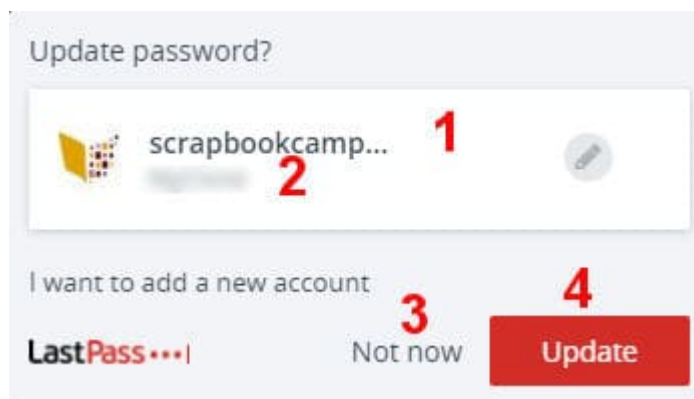 Update password?
scrapbookcamp... 1
2
I want to add a new account
3 4
LastPass Not now Update